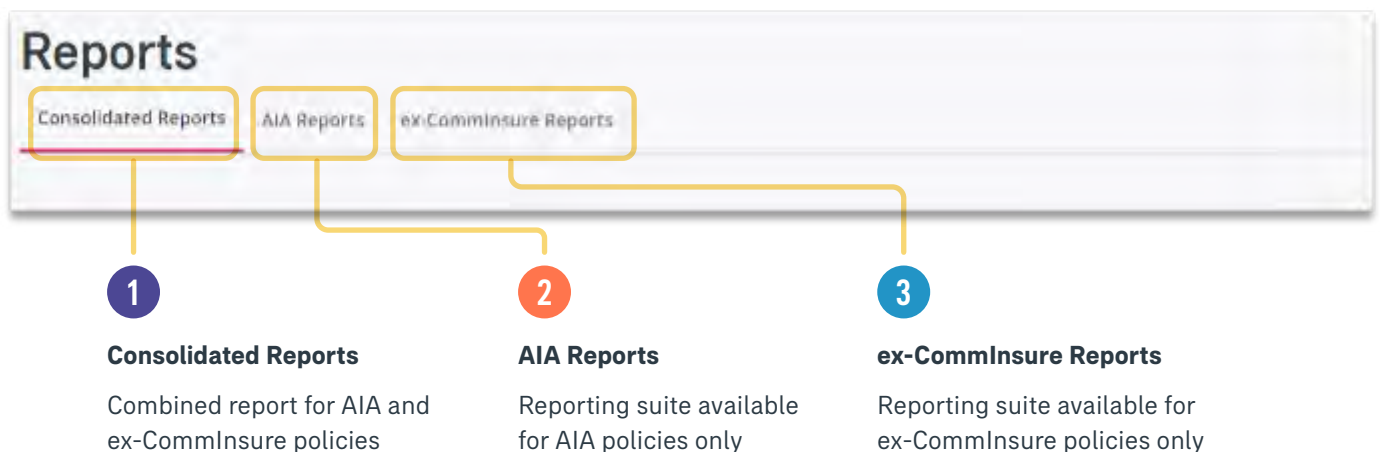 Reports
Consolidated Reports AIA Reports ex-CommInsure Reports
1 2 3
Consolidated Reports AIA Reports ex-CommInsure Reports
Combined report for AIA and Reporting suite available Reporting suite available for
ex-CommInsure policies for AIA policies only ex-CommInsure policies only